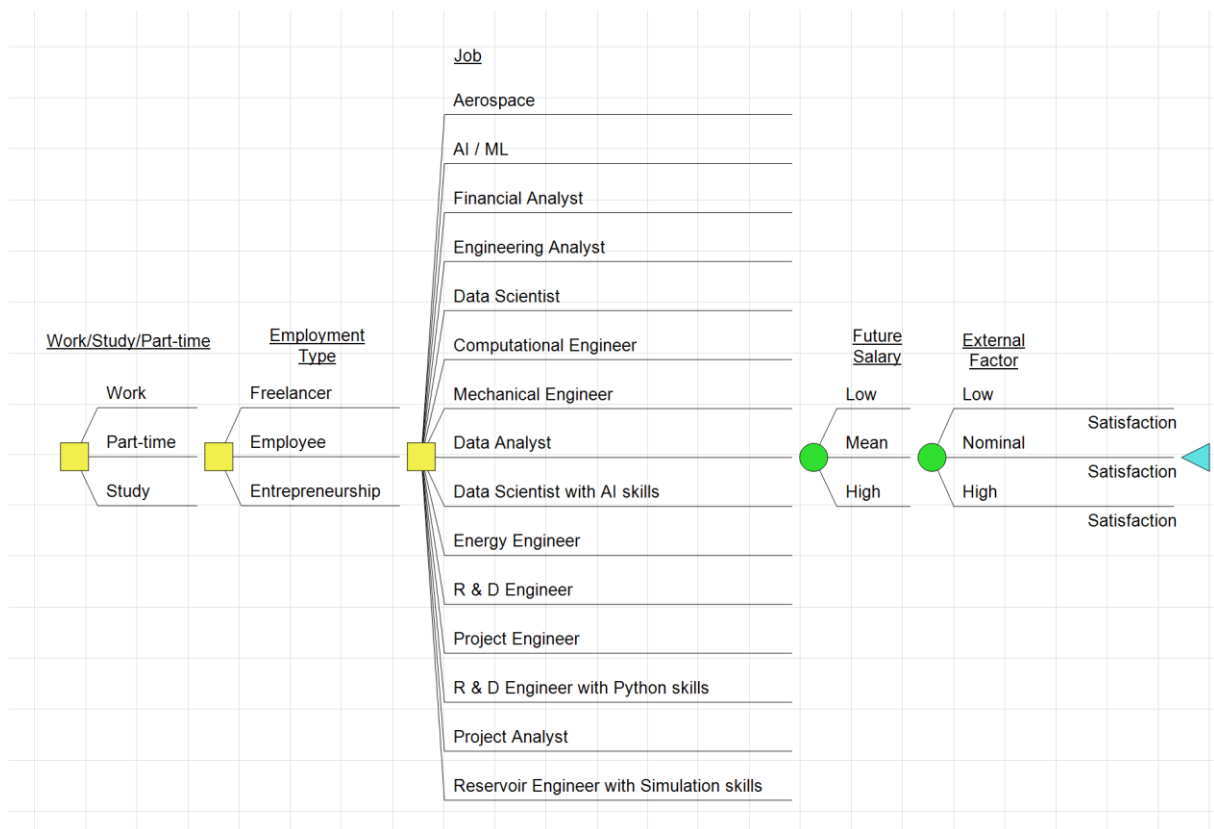 Job
Aerospace
AI / ML
Financial Analyst
Engineering Analyst
Data Scientist
Work/Study/Part-time
Employment
Type
Computational Engineer
Future
Salary
External
Factor
Work
Freelancer
Mechanical Engineer
Low
Low
Satisfaction
Part-time
Employee
Data Analyst
Mean
Nominal
Satisfaction
Study
Entrepreneurship
Data Scientist with AI skills
High
High
Satisfaction
Energy Engineer
R & D Engineer
Project Engineer
R & D Engineer with Python skills
Project Analyst
Reservoir Engineer with Simulation skills